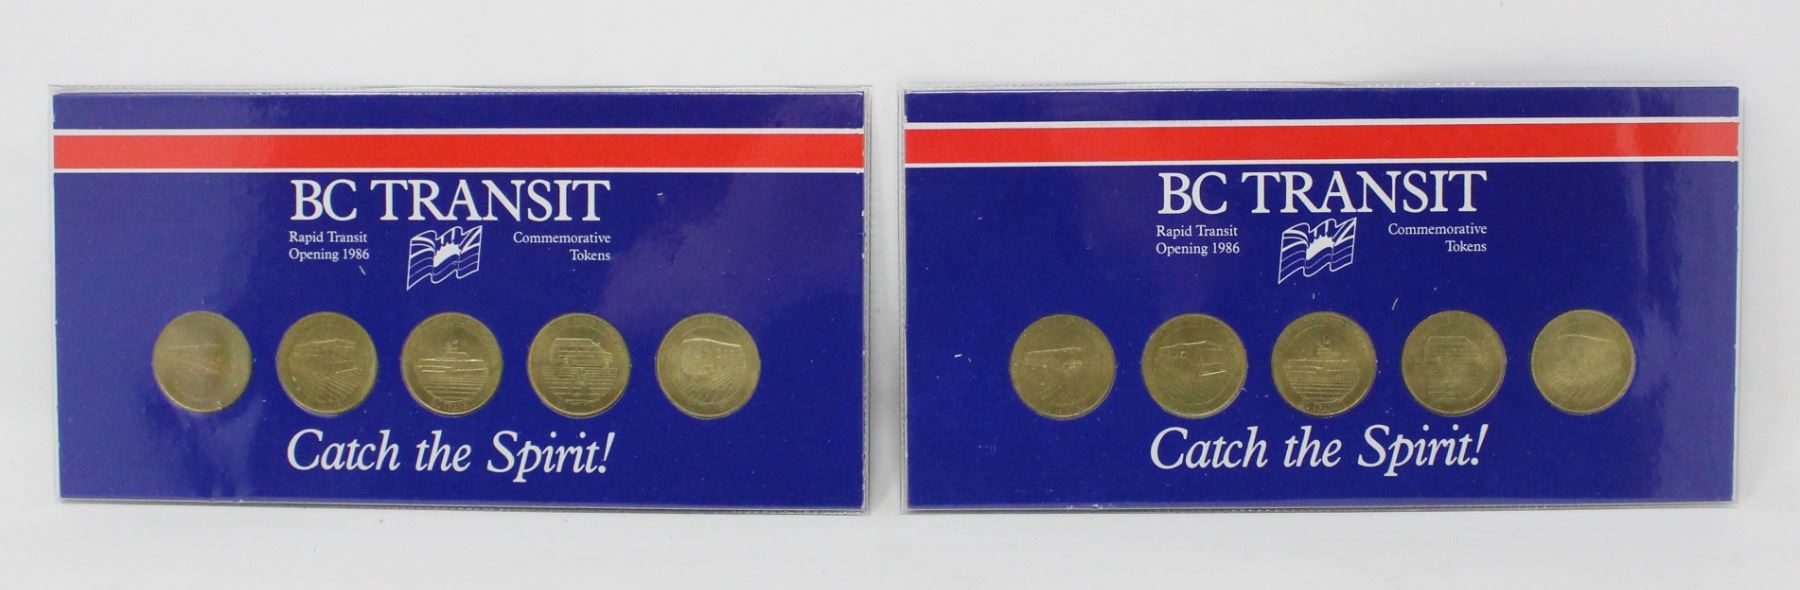 BC TRANSIT
Rapid Transit
Opening 1986
Commemorative
Tokens
Catch the Spirit!
BC TRANSIT
Rapid Transit
Opening 1986
Commemorative
Tokens
Catch the Spirit!